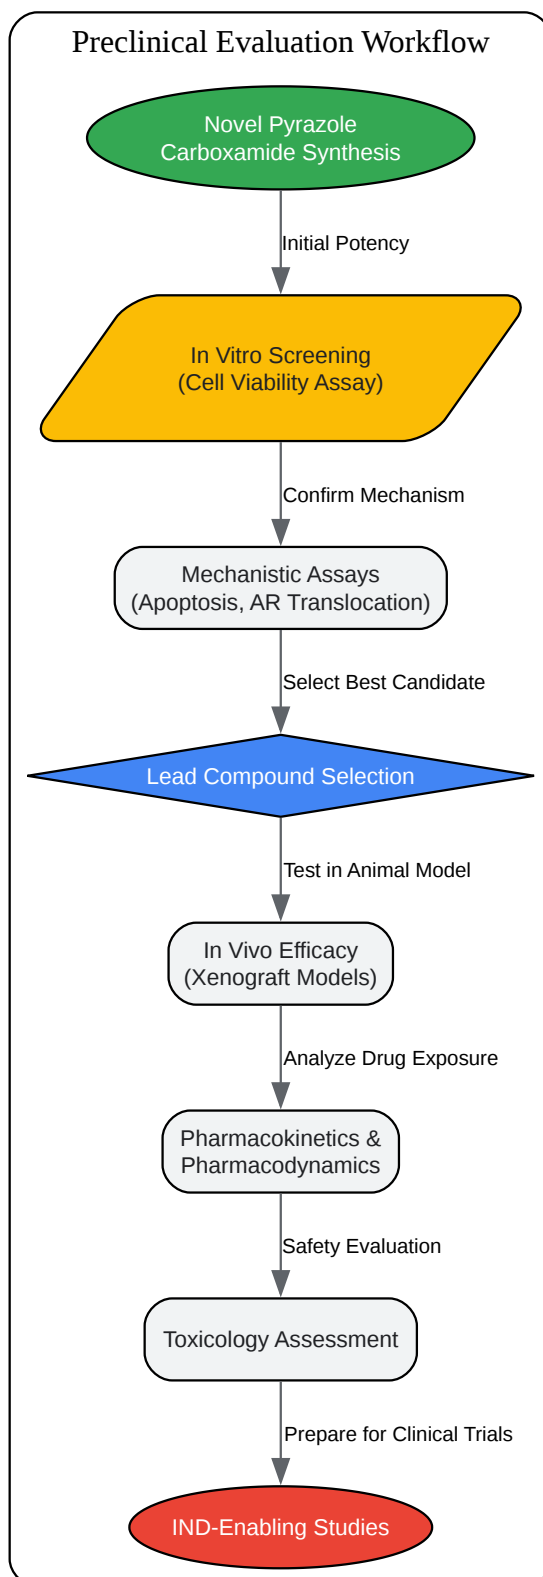 Preclinical Evaluation Workflow
Novel Pyrazole
Carboxamide Synthesis
Initial Potency
In Vitro Screening
(Cell Viability Assay)
Confirm Mechanism
Mechanistic Assays
(Apoptosis, AR Translocation)
Select Best Candidate
Lead Compound Selection
Test in Animal Model
In Vivo Efficacy
(Xenograft Models)
Analyze Drug Exposure
Pharmacokinetics &
Pharmacodynamics
Safety Evaluation
Toxicology Assessment
Prepare for Clinical Trials
IND-Enabling Studies